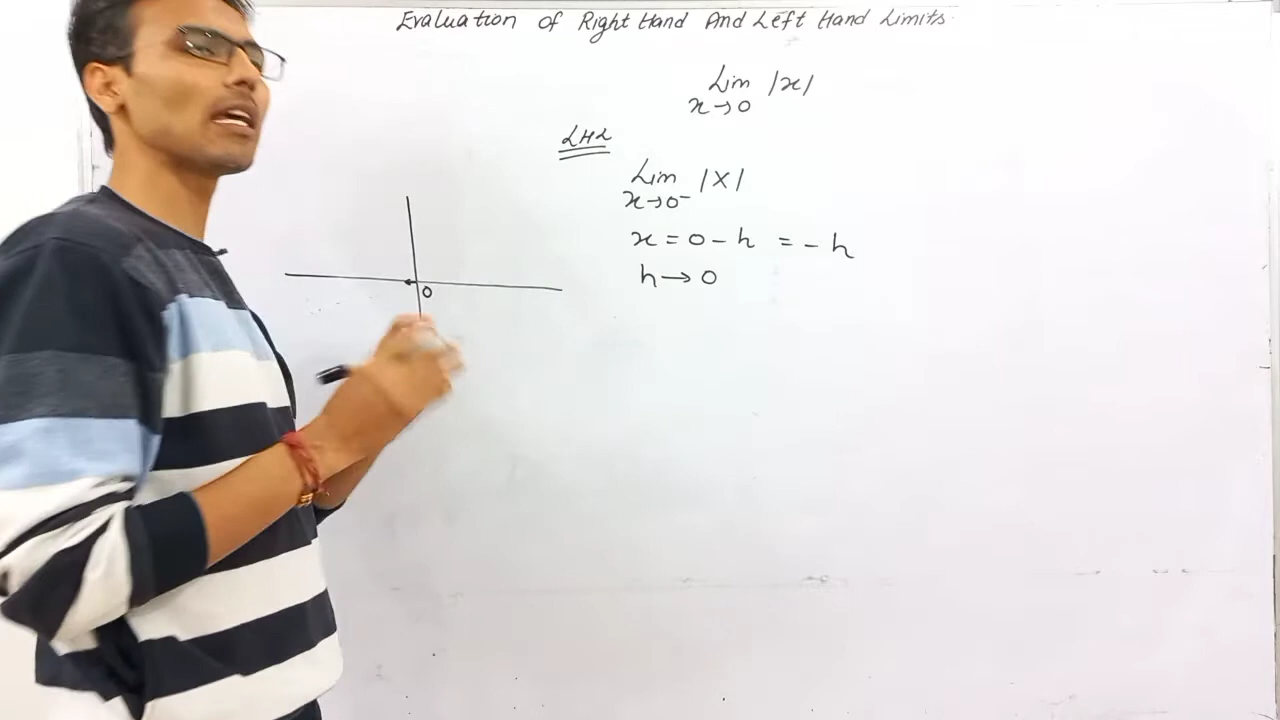 Evaluation of Right Hand And Left Hand Limits.
Lim |x|
x→0
LHL
Lim |x|
x→0⁻
x = 0 - h = - h
h → 0
0